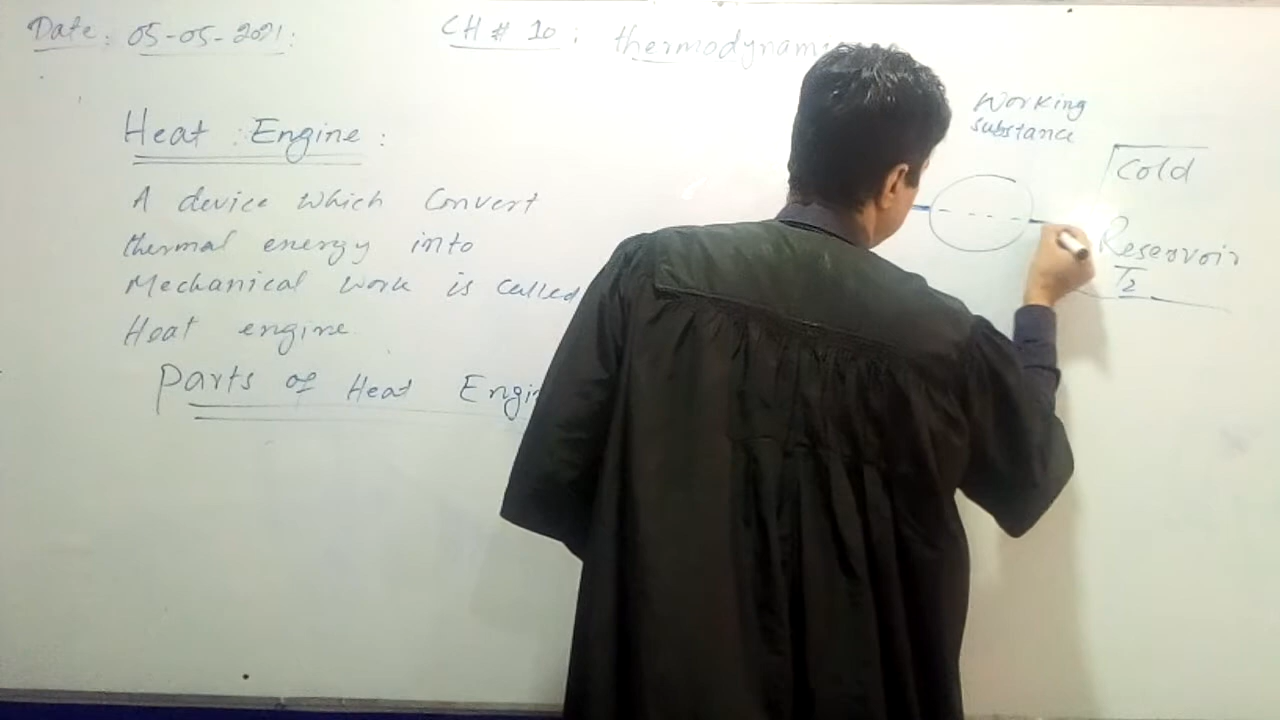 Date: 05-05-2021:
CH # 10: thermodynam
Heat : Engine :
A device which Convert
thermal energy into
Mechanical work is called
Heat engine.
Parts of Heat Engi
Working
substance
Cold
Reservoir
T2